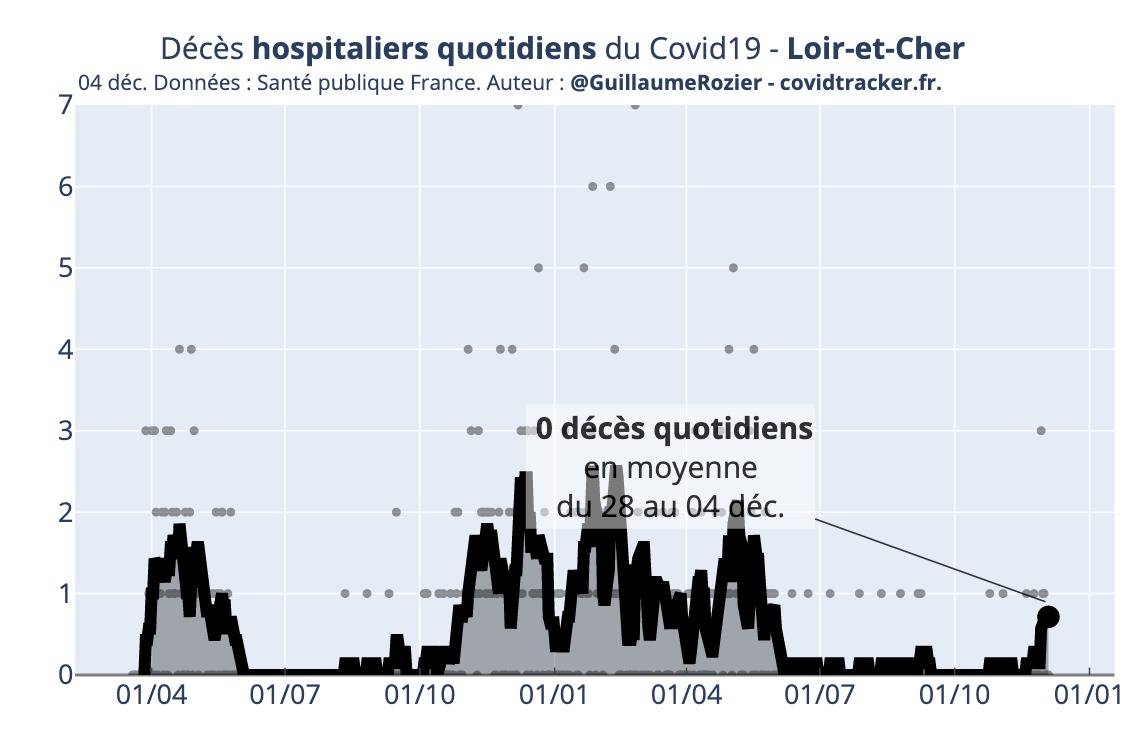 Décès hospitaliers quotidiens du Covid19 - Loir-et-Cher
04 déc. Données : Santé publique France. Auteur : @GuillaumeRozier - covidtracker.fr.
7
6
5
4
3
2
1
0
0 décès quotidiens
en moyenne
du 28 au 04 déc.
01/04 01/07 01/10 01/01 01/04 01/07 01/10 01/01